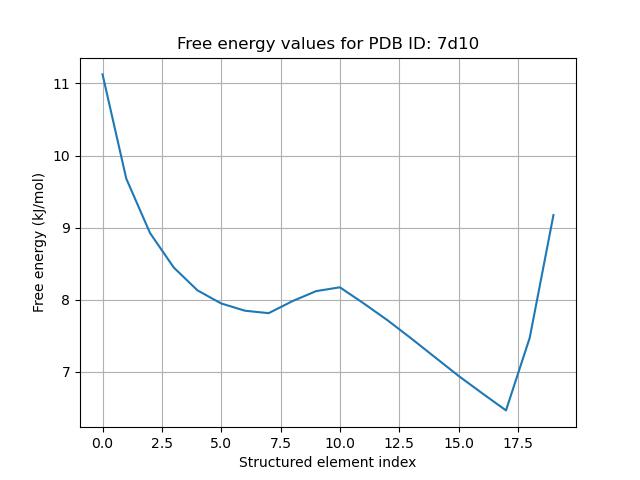 Free energy values for PDB ID: 7d10
11
10
9
8
7
Free energy (kJ/mol)
0.0 2.5 5.0 7.5 10.0 12.5 15.0 17.5
Structured element index